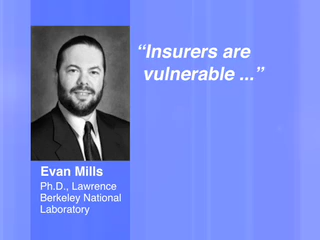 “Insurers are
vulnerable ...”
Evan Mills
Ph.D., Lawrence
Berkeley National
Laboratory